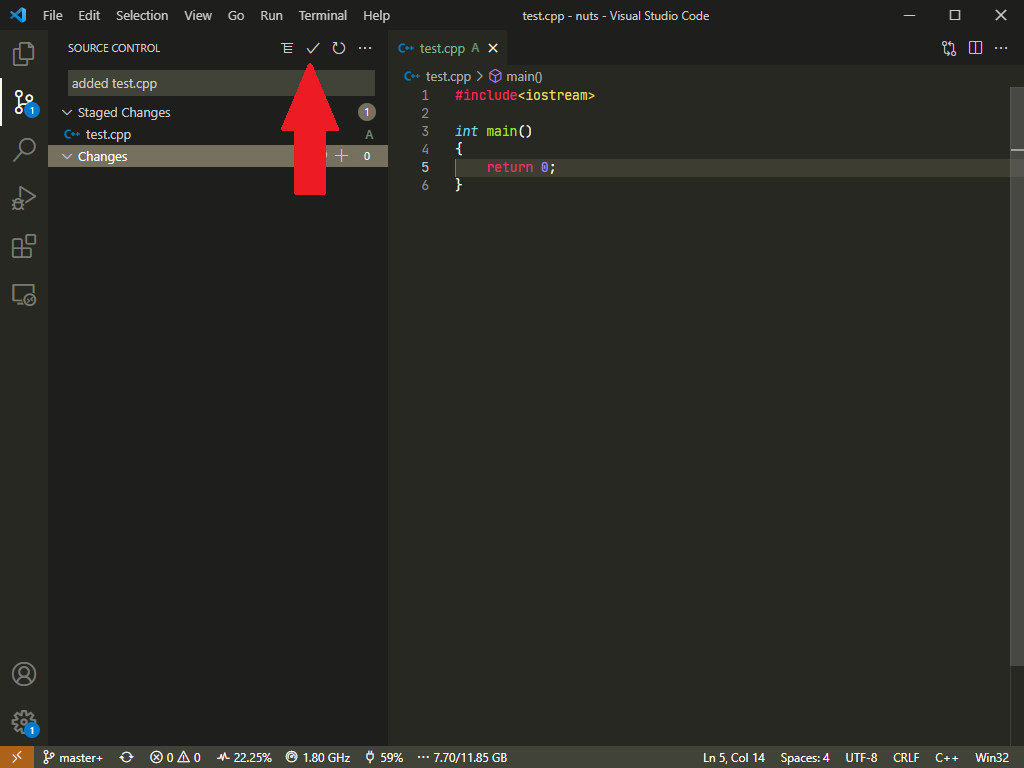 File Edit Selection View Go Run Terminal Help test.cpp - nuts - Visual Studio Code
SOURCE CONTROL
added test.cpp
Staged Changes 1
test.cpp A
Changes 0
1
1
test.cpp A
test.cpp > main()
1 #include<iostream>
2
3 int main()
4 {
5 return 0;
6 }
master+ 0 0 22.25% 1.80 GHz 59% ··· 7.70/11.85 GB Ln 5, Col 14 Spaces: 4 UTF-8 CRLF C++ Win32